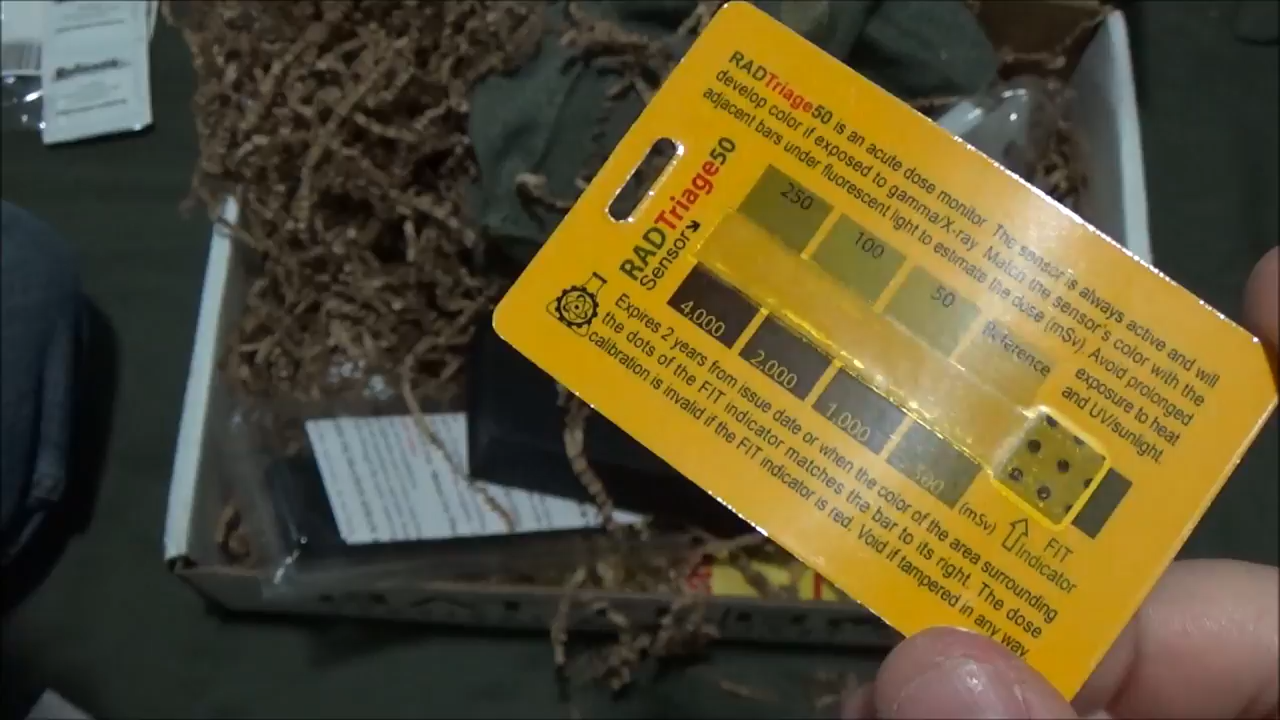 RADTriage50 is an acute dose monitor. The sensor is always active and will
develop color if exposed to gamma/X-ray. Match the sensor's color with the
adjacent bars under fluorescent light to estimate the dose (mSv). Avoid prolonged
exposure to heat
and UV/sunlight.
RADTriage50
Sensor
250
100
50
Reference
4,000
2,000
1,000
500
(mSv)
FIT
Indicator
Expires 2 years from issue date or when the color of the area surrounding
the dots of the FIT indicator matches the bar to its right. The dose
calibration is invalid if the FIT indicator is red. Void if tampered in any way.